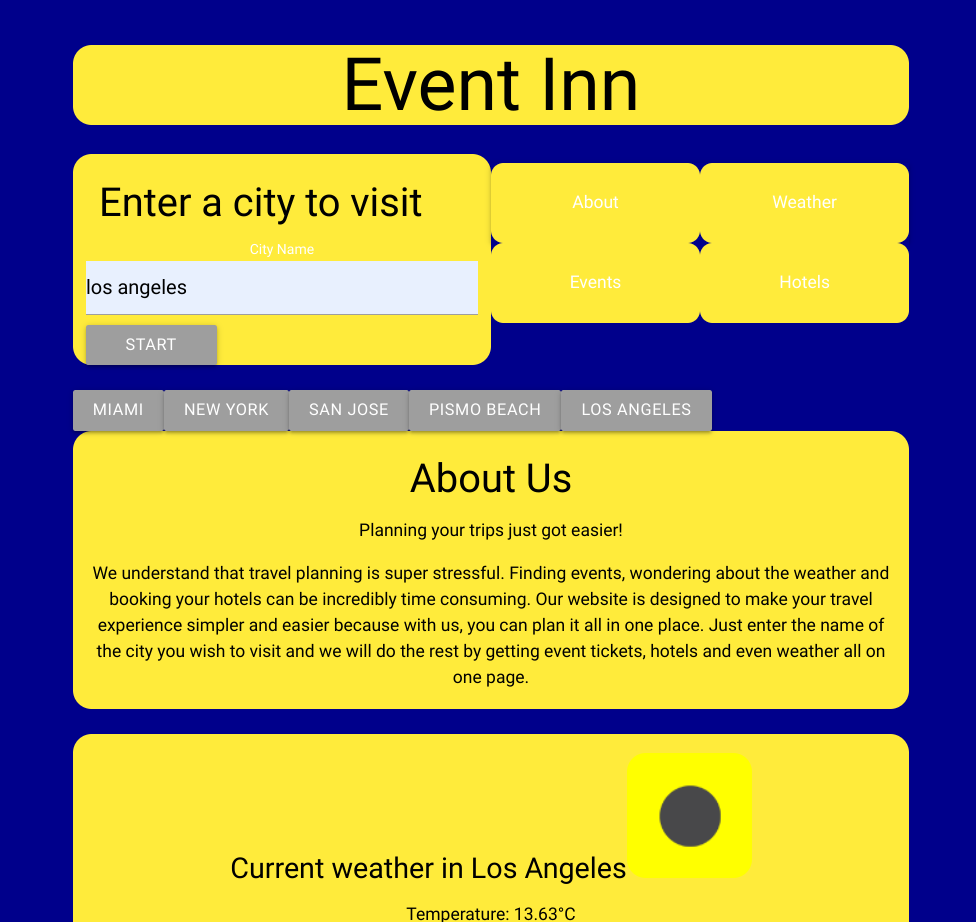 Event Inn
Enter a city to visit
City Name
los angeles
START
About
Weather
Events
Hotels
MIAMI
NEW YORK
SAN JOSE
PISMO BEACH
LOS ANGELES
About Us
Planning your trips just got easier!
We understand that travel planning is super stressful. Finding events, wondering about the weather and
booking your hotels can be incredibly time consuming. Our website is designed to make your travel
experience simpler and easier because with us, you can plan it all in one place. Just enter the name of
the city you wish to visit and we will do the rest by getting event tickets, hotels and even weather all on
one page.
Current weather in Los Angeles
Temperature: 13.63°C